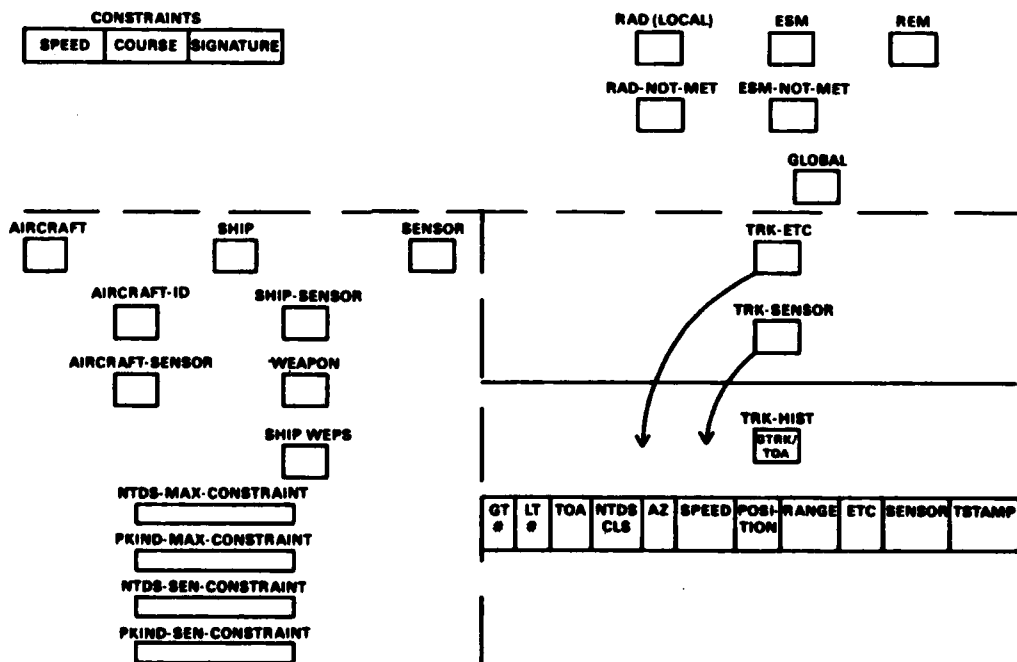 CONSTRAINTS
SPEED COURSE SIGNATURE
RAD (LOCAL) ESM REM
RAD-NOT-MET ESM-NOT-MET
GLOBAL
AIRCRAFT SHIP SENSOR
AIRCRAFT-ID SHIP-SENSOR
AIRCRAFT-SENSOR WEAPON
SHIP WEPS
NTDS-MAX-CONSTRAINT
PKIND-MAX-CONSTRAINT
NTDS-SEN-CONSTRAINT
PKIND-SEN-CONSTRAINT
TRK-ETC
TRK-SENSOR
TRK-HIST
GTRK/
TOA
GT # LT # TOA NTDS CLS AZ SPEED POSI-TION RANGE ETC SENSOR TSTAMP